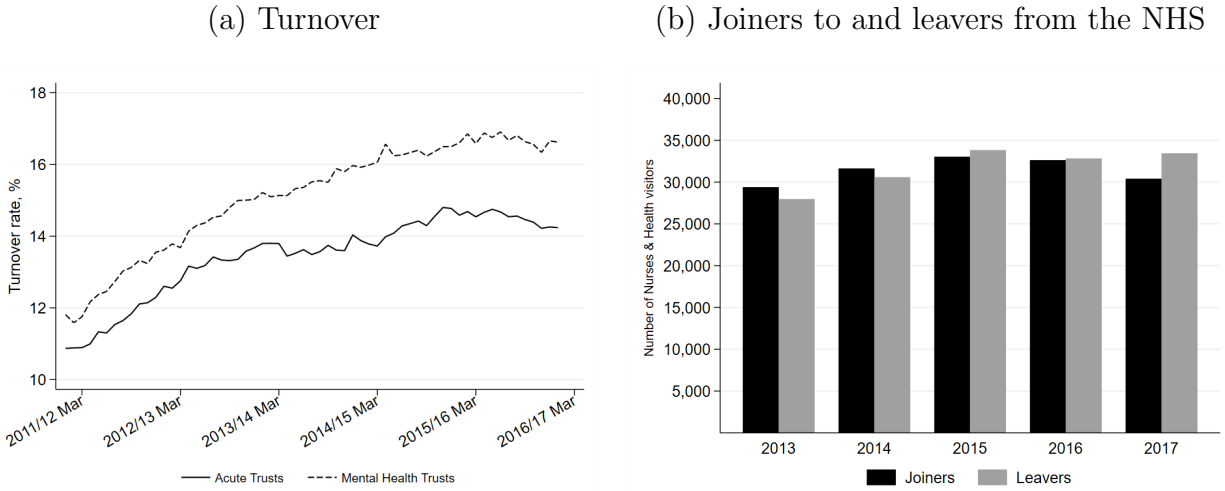 (a) Turnover
(b) Joiners to and leavers from the NHS
Turnover rate, %
18
16
14
12
10
2011/12 Mar
2012/13 Mar
2013/14 Mar
2014/15 Mar
2015/16 Mar
2016/17 Mar
Acute Trusts
Mental Health Trusts
Number of Nurses & Health visitors
40,000
35,000
30,000
25,000
20,000
15,000
10,000
5,000
2013
2014
2015
2016
2017
Joiners
Leavers